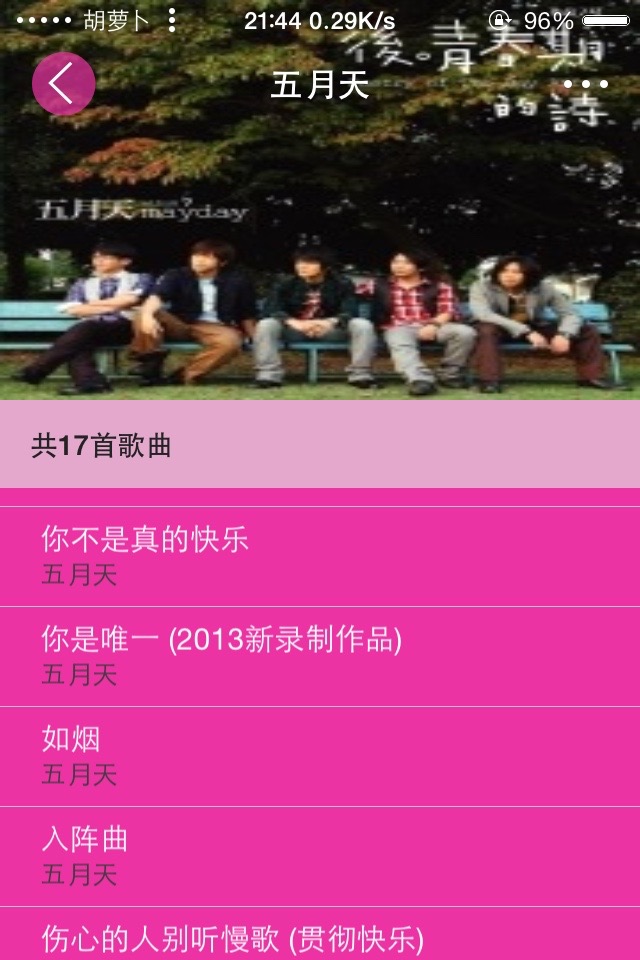 胡萝卜 21:44 0.29K/s 96%
後。青春期
五月天
的詩
五月天 mayday
共17首歌曲
你不是真的快乐
五月天
你是唯一 (2013新录制作品)
五月天
如烟
五月天
入阵曲
五月天
伤心的人别听慢歌 (贯彻快乐)